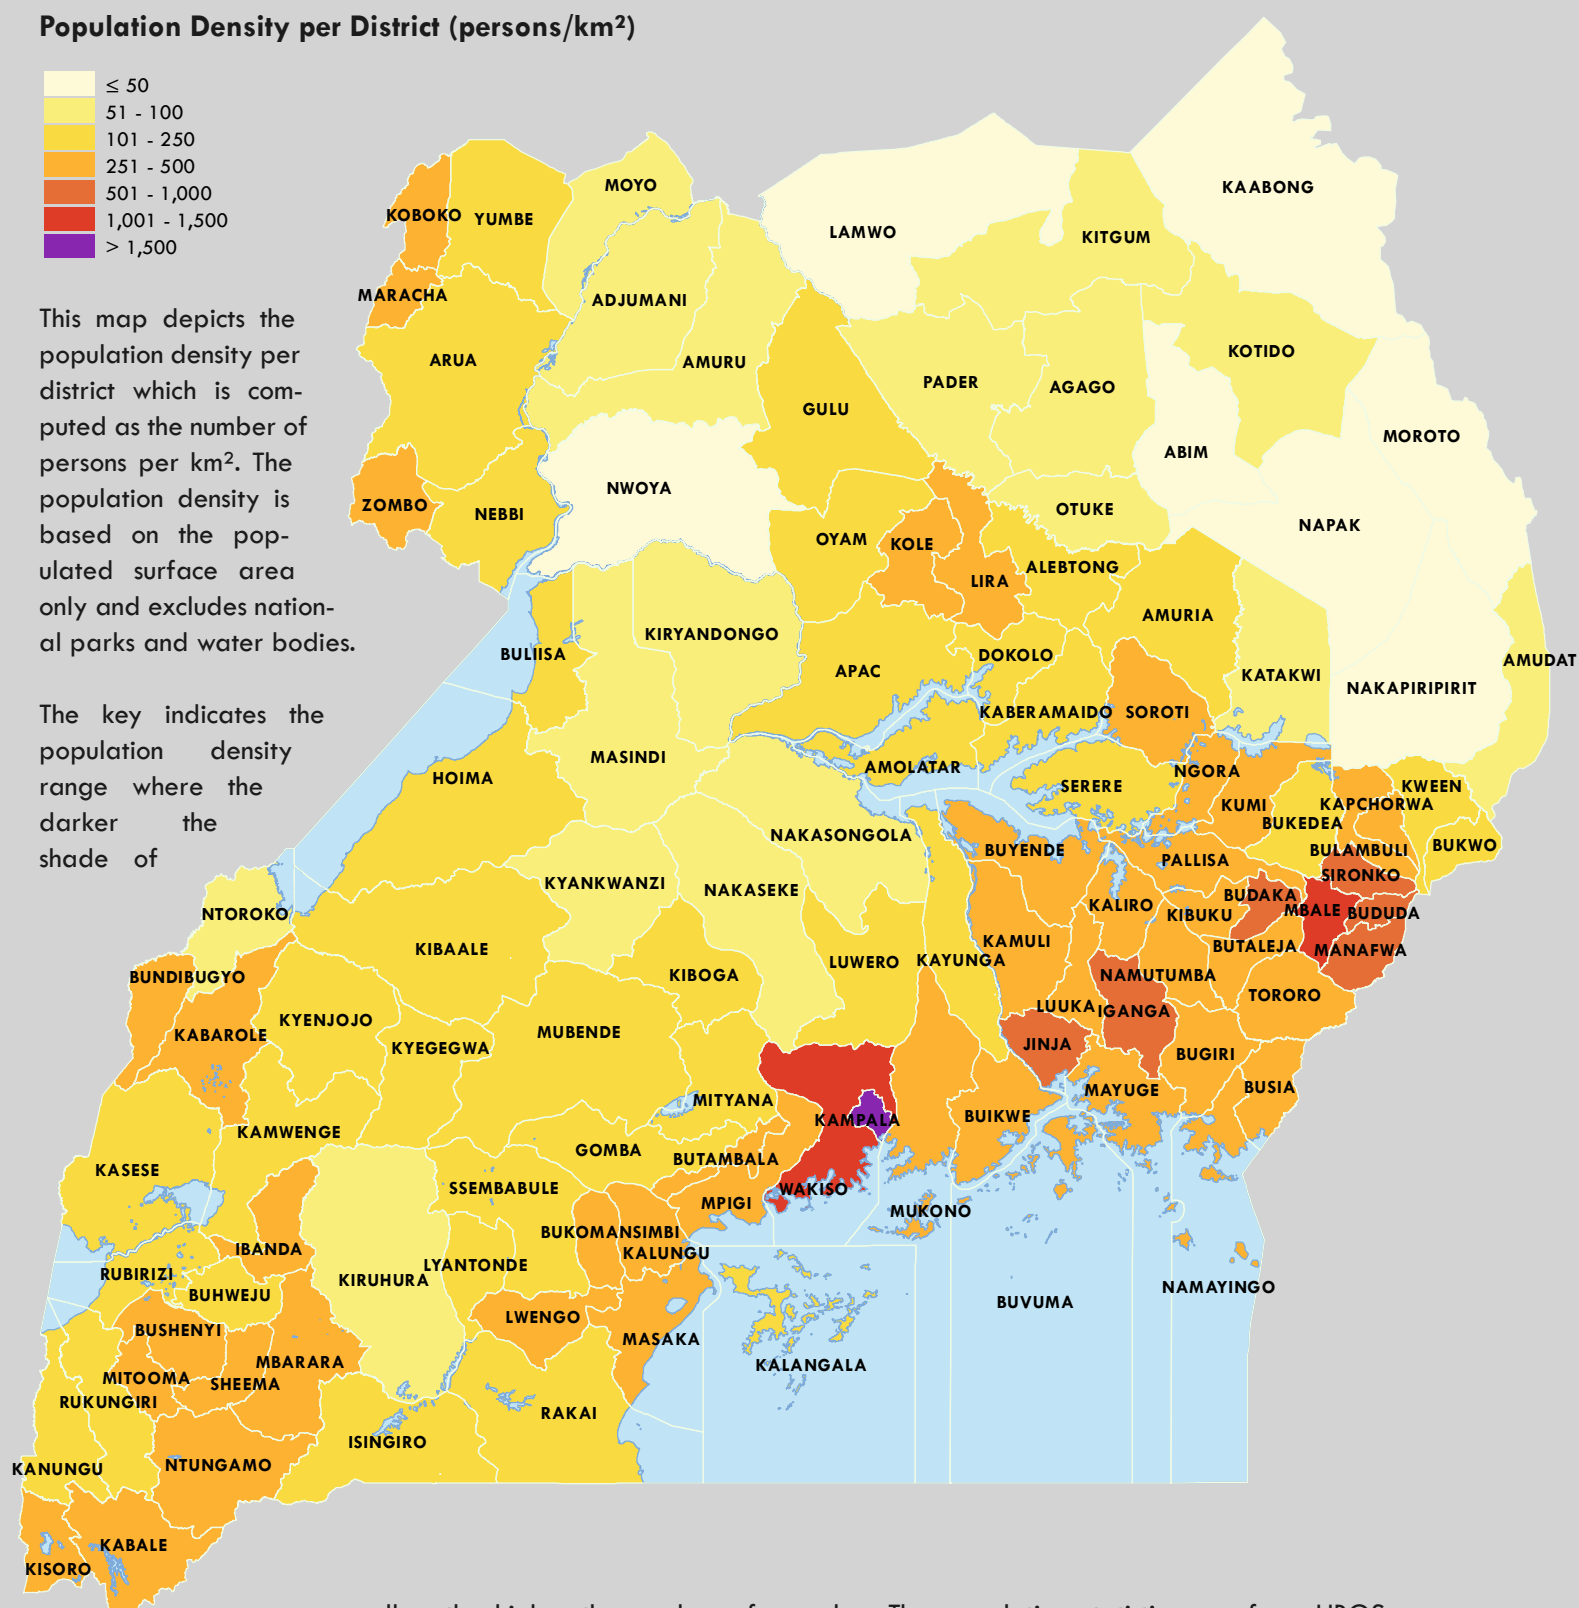 Population Density per District (persons/km²)
≤ 50
51 - 100
101 - 250
251 - 500
501 - 1,000
1,001 - 1,500
> 1,500
This map depicts the
population density per
district which is com-
puted as the number of
persons per km². The
population density is
based on the pop-
ulated surface area
only and excludes nation-
al parks and water bodies.
The key indicates the
population density
range where the
darker the
shade of
KAABONG
MOYO
KOBOKO
YUMBE
LAMWO
KITGUM
MARACHA
ADJUMANI
ARUA
AMURU
KOTIDO
PADER
AGAGO
GULU
MOROTO
ABIM
NWOYA
ZOMBO
NEBBI
OTUKE
NAPAK
OYAM
KOLE
LIRA
ALEBTONG
AMURIA
KIRYANDONGO
BULIISA
DOKOLO
APAC
AMUDAT
KATAKWI
NAKAPIRIPIRIT
KABERAMAIDO
SOROTI
MASINDI
AMOLATAR
HOIMA
NGORA
SERERE
KWEEN
KUMI
KAPCHORWA
BUKEDEA
NAKASONGOLA
BUKWO
BUYENDE
BULAMBULI
PALLISA
SIRONKO
KYANKWANZI
NAKASEKE
BUDAKA
KALIRO
MBALE
BUDUDA
NTOROKO
KIBUKU
KAMULI
BUTALEJA
MANAFWA
KIBAALE
LUWERO
KAYUNGA
BUNDIBUGYO
KIBOGA
NAMUTUMBA
TORORO
LUUKA
IGANGA
KYENJOJO
KABAROLE
MUBENDE
JINJA
KYEGEGWA
BUGIRI
BUSIA
MAYUGE
MITYANA
BUIKWE
KAMPALA
KAMWENGE
GOMBA
BUTAMBALA
KASESE
SSEMBABULE
WAKISO
MPIGI
MUKONO
BUKOMANSIMBI
IBANDA
KALUNGU
LYANTONDE
RUBIRIZI
KIRUHURA
NAMAYINGO
BUHWEJU
BUVUMA
LWENGO
BUSHENYI
MASAKA
MBARARA
KALANGALA
MITOOMA
SHEEMA
RUKUNGIRI
RAKAI
ISINGIRO
NTUNGAMO
KANUNGU
KABALE
KISORO